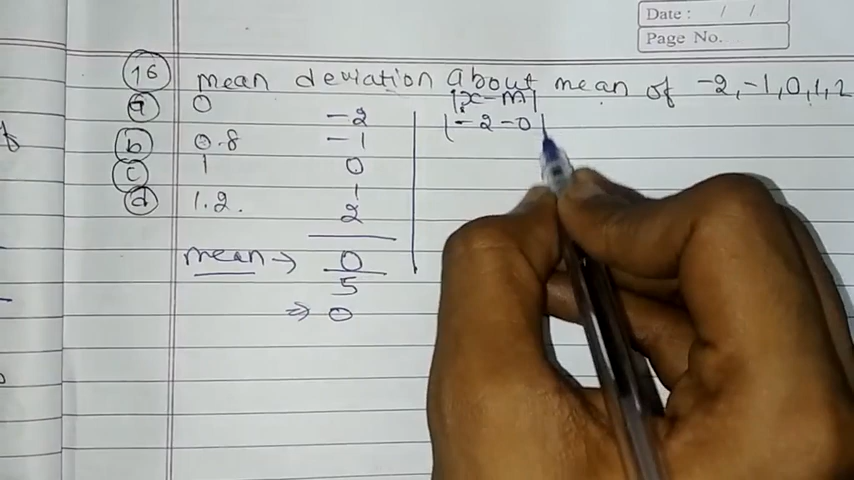 Date : / /
Page No.
16 mean deviation about mean of -2, -1, 0, 1, 2
|x-m|
a 0 -2 |-2-0|
b 0.8 -1
c 1 0
1
d 1.2. 2
mean → 0
5
⇒ 0